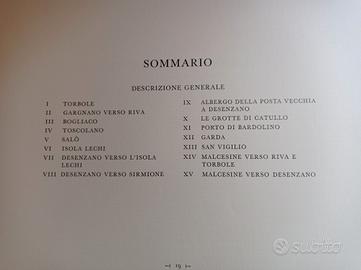 SOMMARIO
DESCRIZIONE GENERALE
I TORBOLE
II GARGNANO VERSO RIVA
III BOGLIACO
IV TOSCOLANO
V SALÒ
VI ISOLA LECHI
VII DESENZANO VERSO L'ISOLA
LECHI
VIII DESENZANO VERSO SIRMIONE
IX ALBERGO DELLA POSTA VECCHIA
A DESENZANO
X LE GROTTE DI CATULLO
XI PORTO DI BARDOLINO
XII GARDA
XIII SAN VIGILIO
XIV MALCESINE VERSO RIVA E
TORBOLE
XV MALCESINE VERSO DESENZANO
19
subito